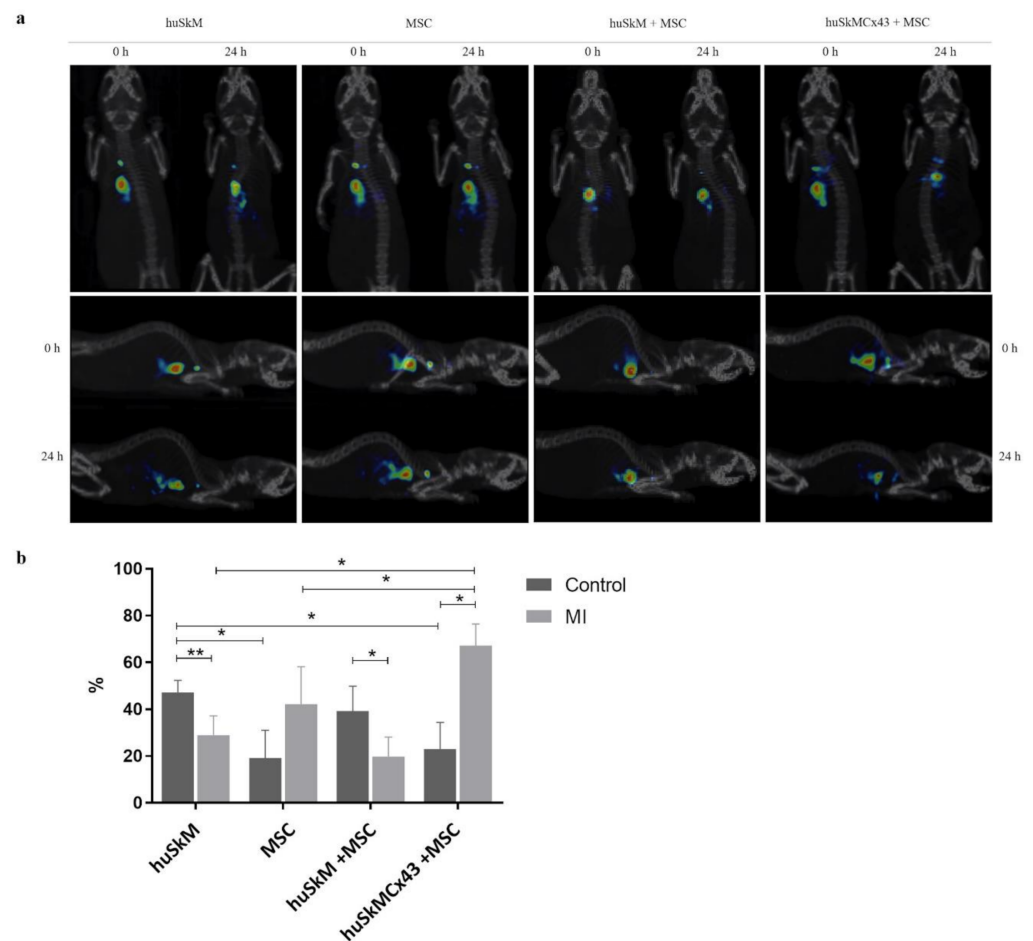 a
huSkM MSC huSkM + MSC huSkMCx43 + MSC
0 h 24 h 0 h 24 h 0 h 24 h 0 h 24 h
0 h 0 h
24 h 24 h
b
100
80
60
40
20
0
%
*
*
*
*
*
**
*
Control
MI
huSkM
MSC
huSkM +MSC
huSkMCx43 +MSC